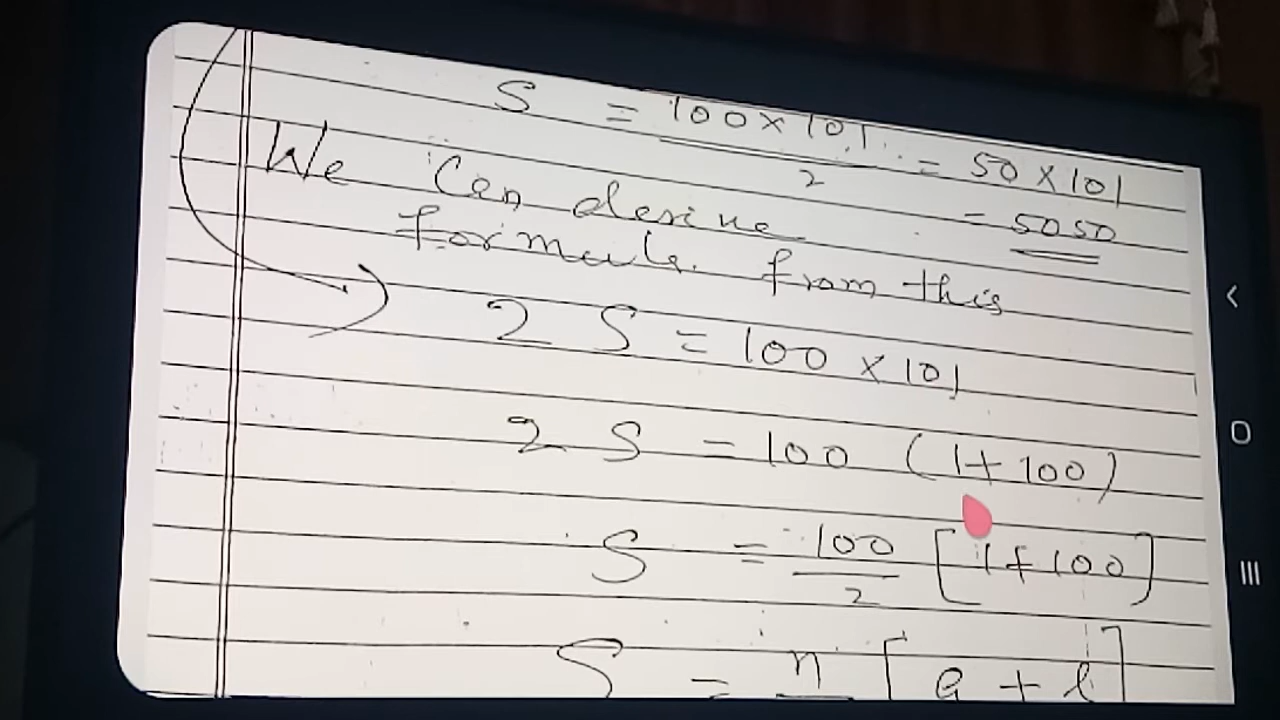 S = 100 × 101 / 2 = 50 × 101
= 5050
We Can derive
formula from this
2 S = 100 × 101
2 S = 100 (1 + 100)
S = 100 / 2 [1 + 100]
S = n [a + l]